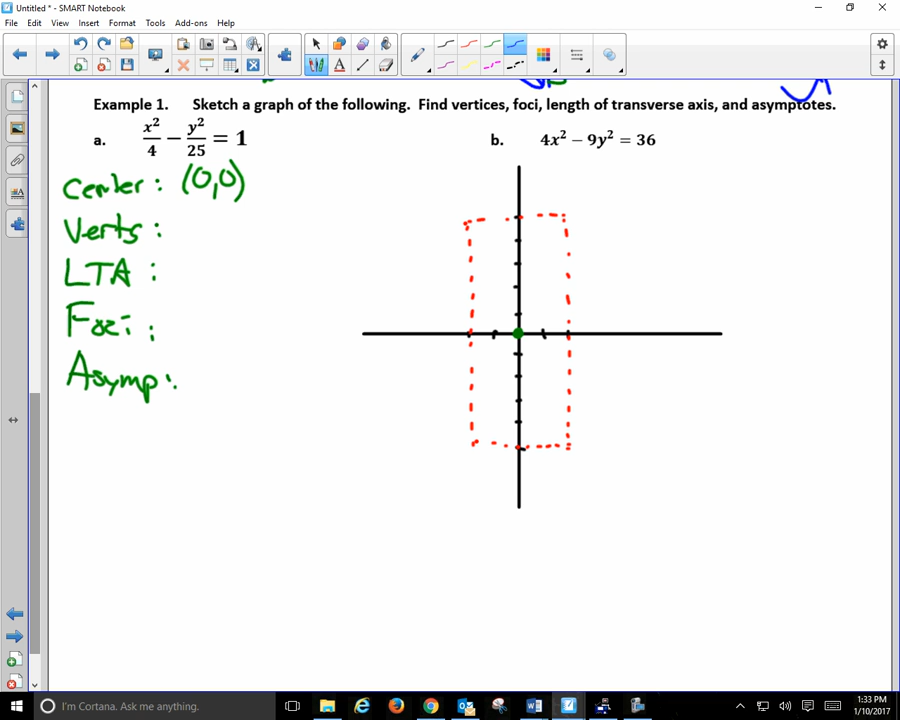 Untitled * - SMART Notebook
File Edit View Insert Format Tools Add-ons Help
Example 1. Sketch a graph of the following. Find vertices, foci, length of transverse axis, and asymptotes.
a. x²/4 − y²/25 = 1 b. 4x² − 9y² = 36
Center: (0,0)
Verts:
LTA:
Foci:
Asymp:
I'm Cortana. Ask me anything.
1:33 PM
1/10/2017